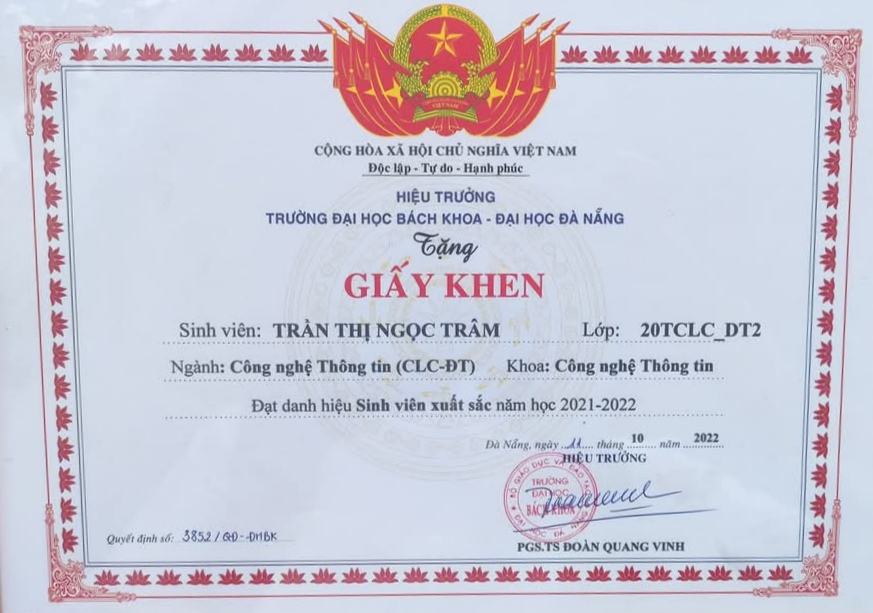 CỘNG HÒA XÃ HỘI CHỦ NGHĨA VIỆT NAM
Độc lập - Tự do - Hạnh phúc
HIỆU TRƯỞNG
TRƯỜNG ĐẠI HỌC BÁCH KHOA - ĐẠI HỌC ĐÀ NẴNG
Tặng
GIẤY KHEN
Sinh viên: TRẦN THỊ NGỌC TRÂM Lớp: 20TCLC_DT2
Ngành: Công nghệ Thông tin (CLC-ĐT) Khoa: Công nghệ Thông tin
Đạt danh hiệu Sinh viên xuất sắc năm học 2021-2022
Đà Nẵng, ngày 11 tháng 10 năm 2022
HIỆU TRƯỞNG
BỘ GIÁO DỤC VÀ ĐÀO TẠO
TRƯỜNG
ĐẠI HỌC
BÁCH KHOA
ĐẠI HỌC ĐÀ NẴNG
Quyết định số: 3852/QĐ-ĐHBK
PGS.TS ĐOÀN QUANG VINH